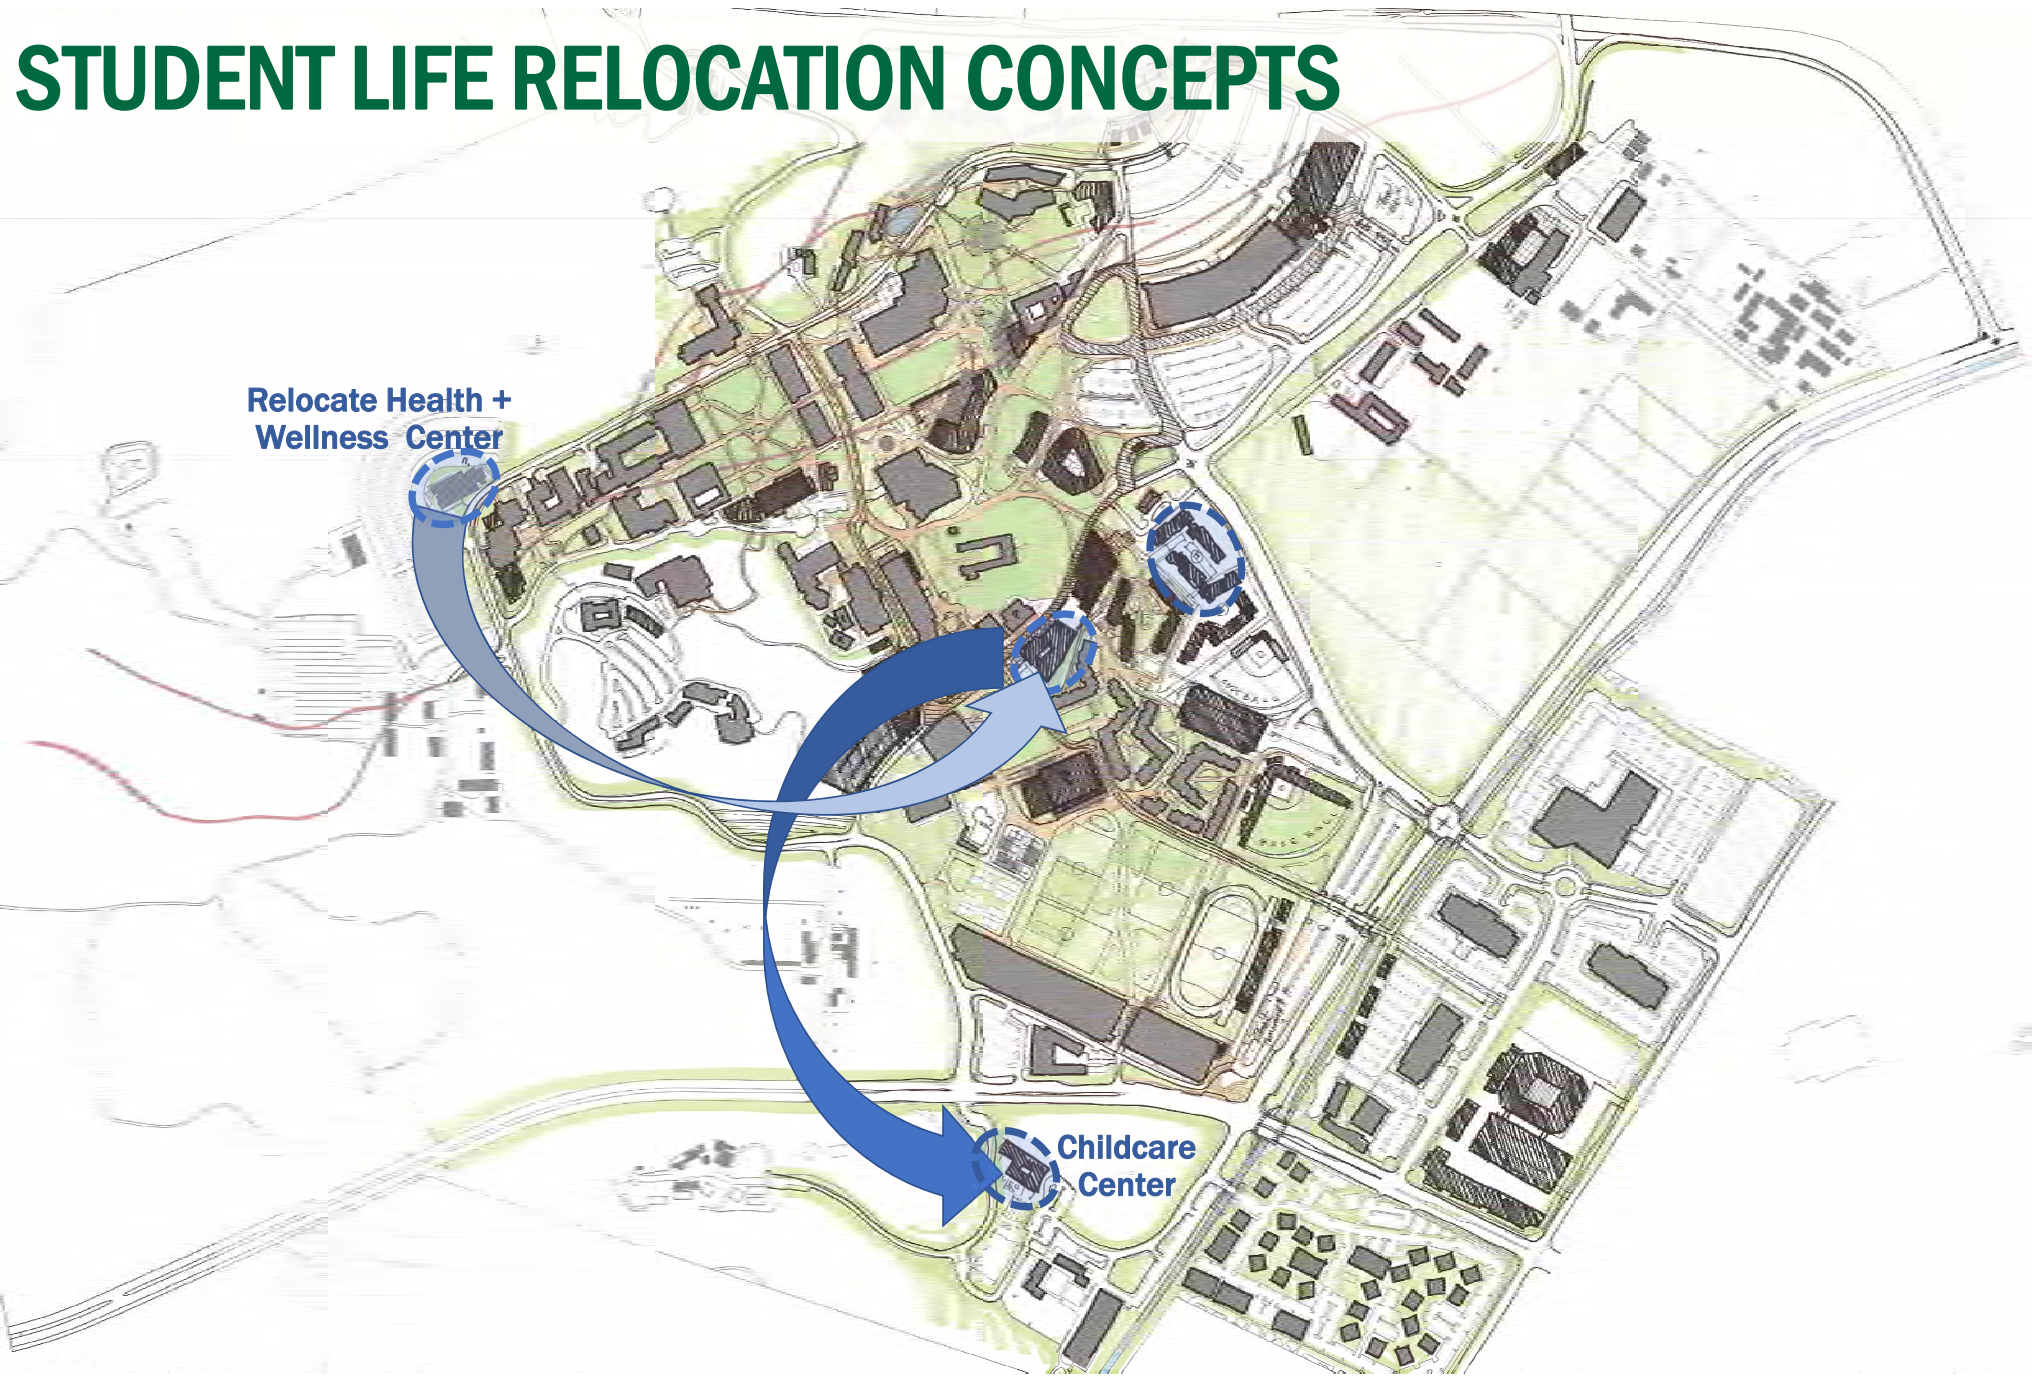 STUDENT LIFE RELOCATION CONCEPTS
Relocate Health +
Wellness Center
Childcare
Center